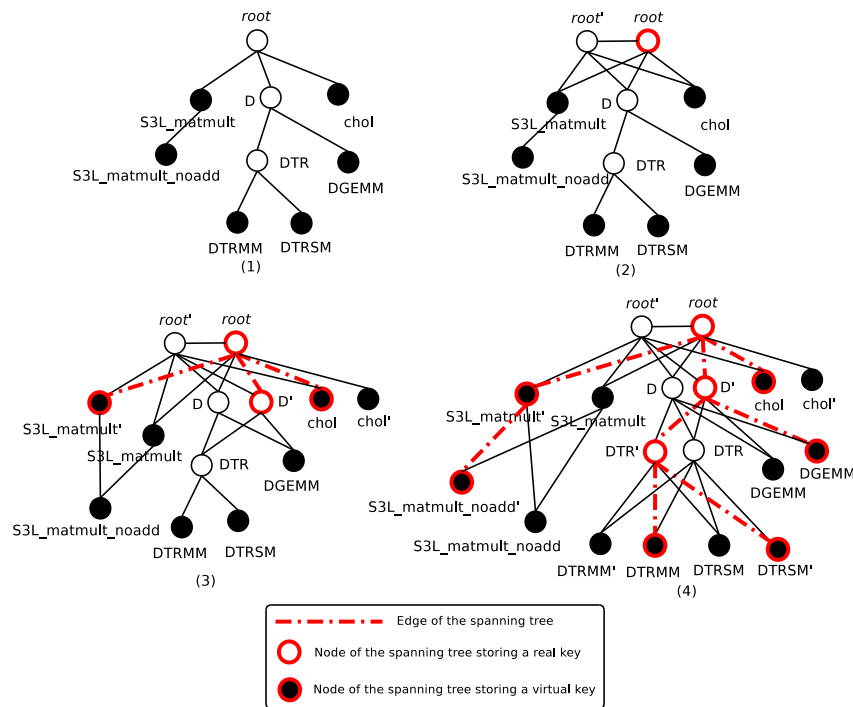 root
D
S3L_matmult
chol
DTR
S3L_matmult_noadd
DGEMM
DTRMM
DTRSM
(1)
root'
root
D
S3L_matmult
chol
DTR
S3L_matmult_noadd
DGEMM
DTRMM
DTRSM
(2)
root'
root
D
D'
S3L_matmult'
chol
chol'
S3L_matmult
DTR
DGEMM
S3L_matmult_noadd
DTRMM
DTRSM
(3)
root'
root
D
D'
S3L_matmult'
chol
chol'
S3L_matmult
DTR'
DTR
DGEMM
DGEMM
S3L_matmult_noadd'
S3L_matmult_noadd
DTRMM'
DTRMM
DTRSM
DTRSM'
(4)
Edge of the spanning tree
Node of the spanning tree storing a real key
Node of the spanning tree storing a virtual key